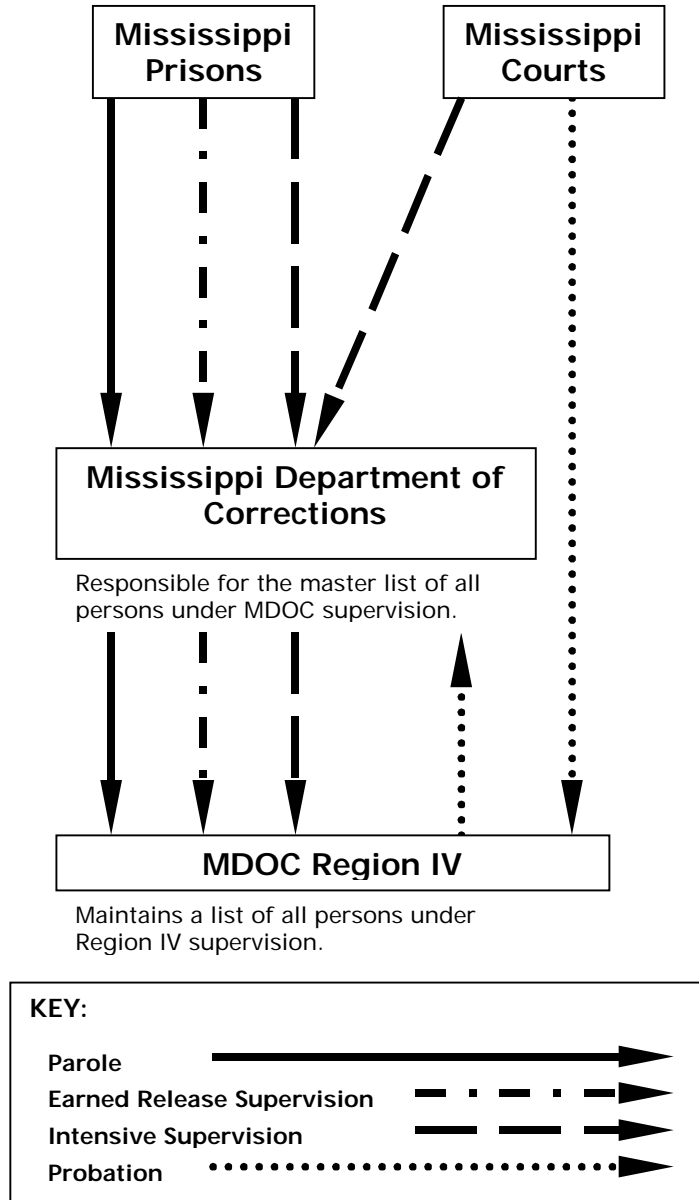 Mississippi
Prisons
Mississippi
Courts
Mississippi Department of
Corrections
Responsible for the master list of all
persons under MDOC supervision.
MDOC Region IV
Maintains a list of all persons under
Region IV supervision.
KEY:
Parole
Earned Release Supervision
Intensive Supervision
Probation